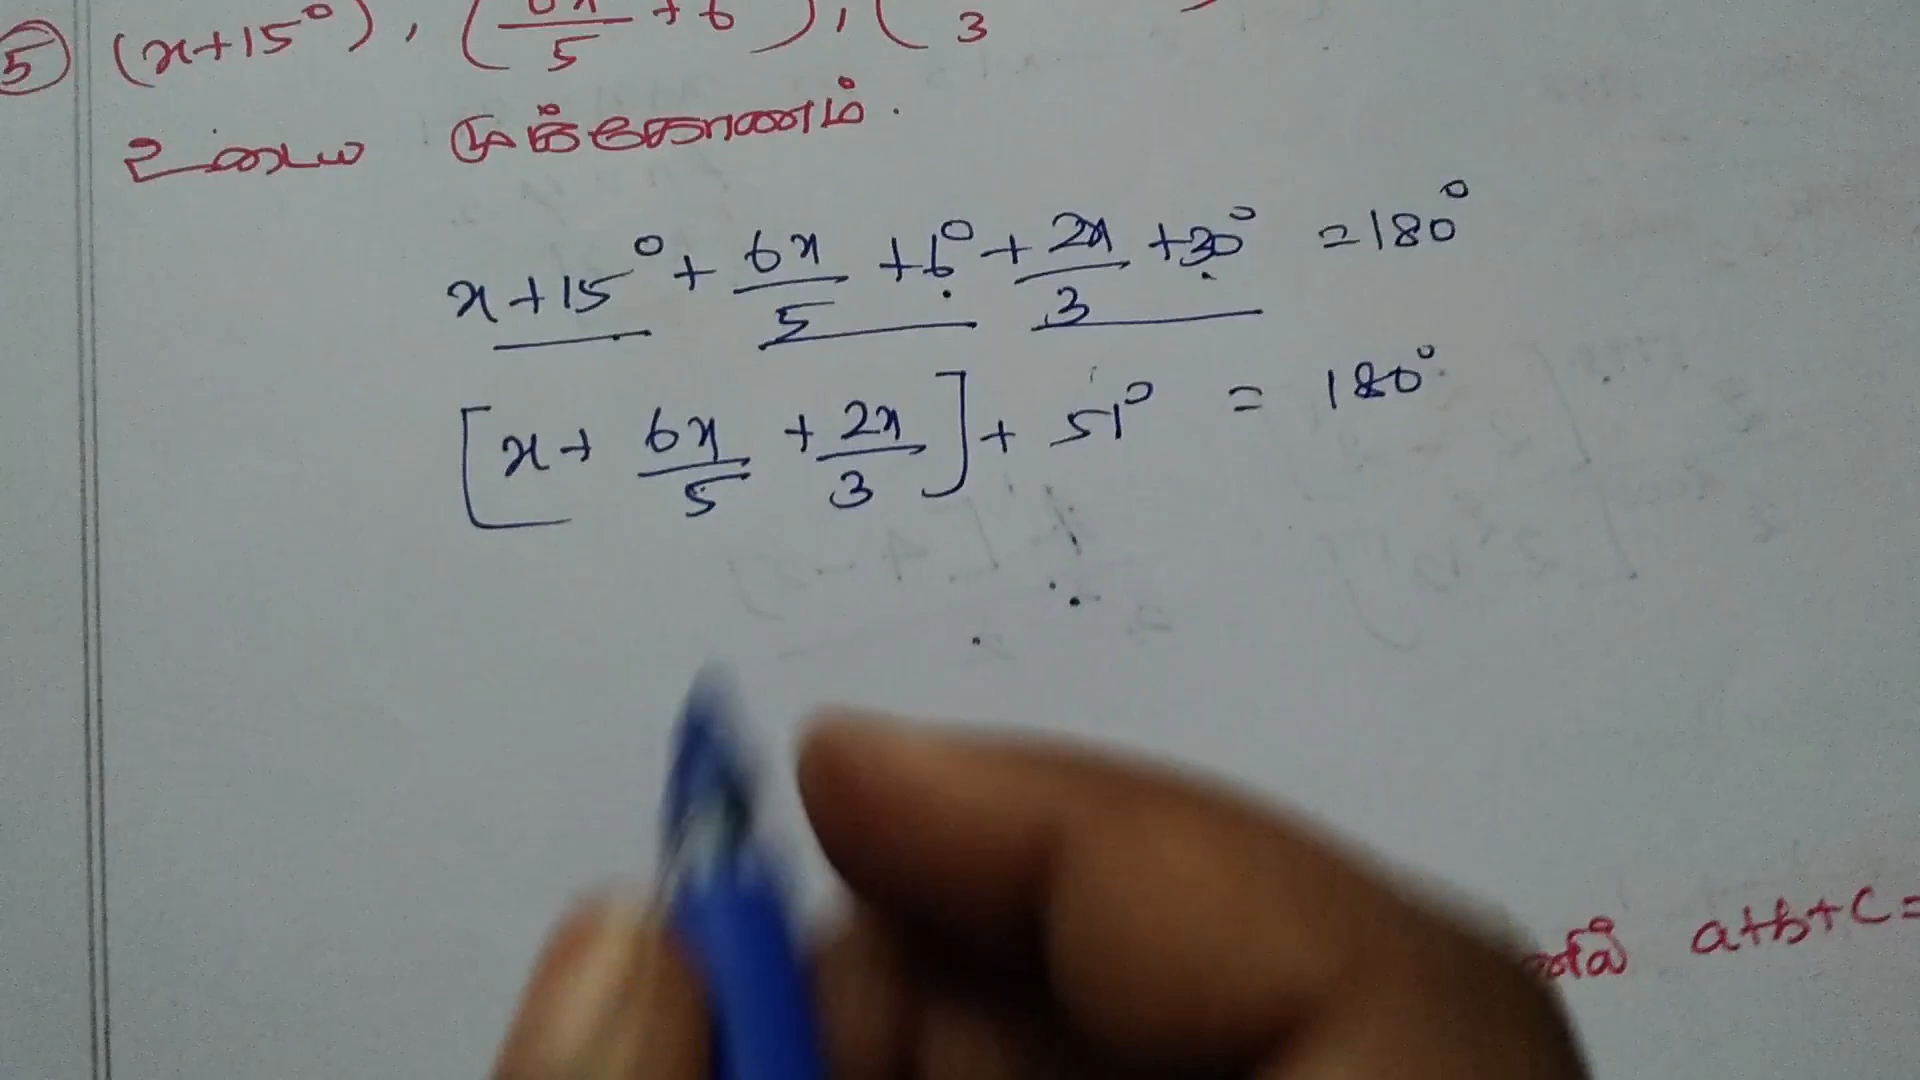 5 (x+15°), (6x/5 + 6), ( 3
உடைய முக்கோணம்.
x+15° + 6x/5 + 6° + 2x/3 + 30° = 180°
[x + 6x/5 + 2x/3] + 51° = 180°
a+b+c=